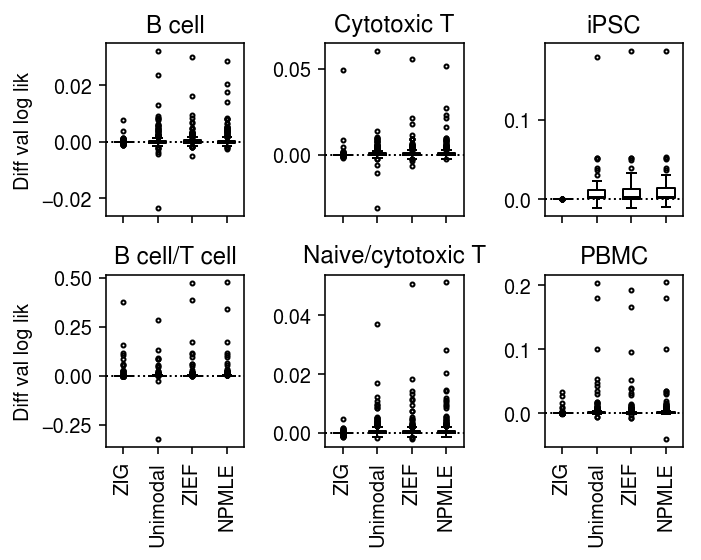 B cell
Cytotoxic T
iPSC
Diff val log lik
0.02
0.00
−0.02
0.05
0.00
0.1
0.0
B cell/T cell
Naive/cytotoxic T
PBMC
Diff val log lik
0.50
0.25
0.00
−0.25
0.04
0.02
0.00
0.2
0.1
0.0
ZIG
Unimodal
ZIEF
NPMLE
ZIG
Unimodal
ZIEF
NPMLE
ZIG
Unimodal
ZIEF
NPMLE